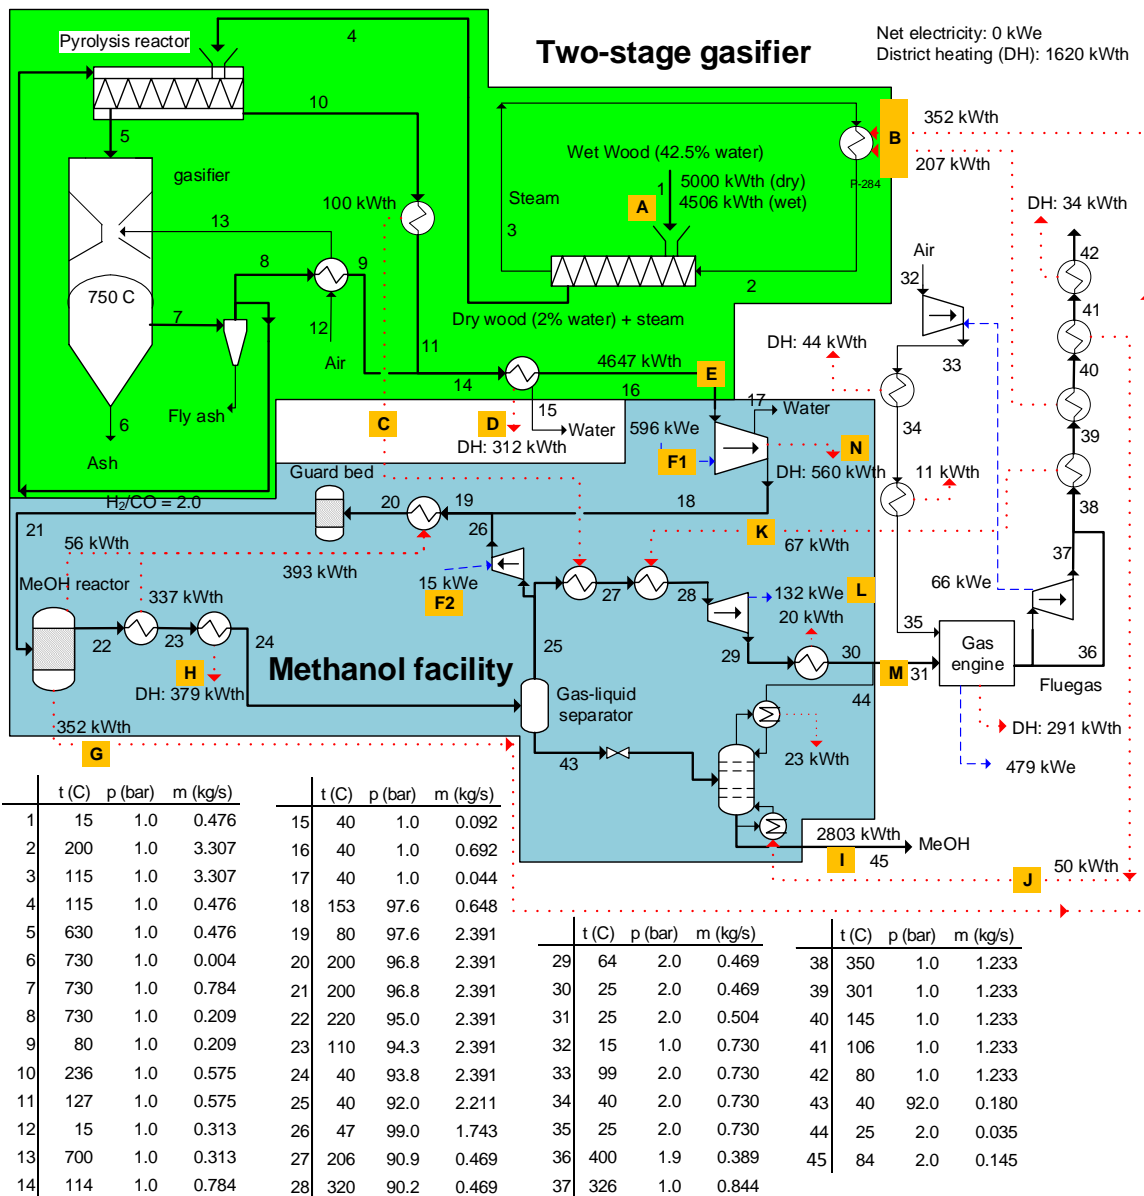 Pyrolysis reactor
4
Two-stage gasifier
Net electricity: 0 kWe
District heating (DH): 1620 kWth
10
352 kWth
B
5
Wet Wood (42.5% water)
207 kWth
gasifier
5000 kWth (dry)
P-284
Steam
1
4506 kWth (wet)
A
100 kWth
DH: 34 kWth
13
3
42
Air
8
9
32
750 C
2
41
7
12
Dry wood (2% water) + steam
Air
11
DH: 44 kWth
33
4647 kWth
E
40
14
16
Fly ash
6
15
17
Water
C
D
Water
596 kWe
34
39
N
DH: 312 kWth
F1
Ash
Guard bed
DH: 560 kWth
11 kWth
H2/CO = 2.0
20
19
18
38
21
26
K
56 kWth
67 kWth
37
393 kWth
MeOH reactor
15 kWe
66 kWe
F2
132 kWe
L
337 kWth
27
28
20 kWth
35
22
23
24
25
29
30
Gas
engine
36
H
Methanol facility
M
31
DH: 379 kWth
Gas-liquid
separator
44
Fluegas
352 kWth
DH: 291 kWth
G
43
23 kWth
479 kWe
2803 kWth
MeOH
I
45
50 kWth
J
t (C) p (bar) m (kg/s)
1 15 1.0 0.476
2 200 1.0 3.307
3 115 1.0 3.307
4 115 1.0 0.476
5 630 1.0 0.476
6 730 1.0 0.004
7 730 1.0 0.784
8 730 1.0 0.209
9 80 1.0 0.209
10 236 1.0 0.575
11 127 1.0 0.575
12 15 1.0 0.313
13 700 1.0 0.313
14 114 1.0 0.784
t (C) p (bar) m (kg/s)
15 40 1.0 0.092
16 40 1.0 0.692
17 40 1.0 0.044
18 153 97.6 0.648
19 80 97.6 2.391
20 200 96.8 2.391
21 200 96.8 2.391
22 220 95.0 2.391
23 110 94.3 2.391
24 40 93.8 2.391
25 40 92.0 2.211
26 47 99.0 1.743
27 206 90.9 0.469
28 320 90.2 0.469
t (C) p (bar) m (kg/s)
29 64 2.0 0.469
30 25 2.0 0.469
31 25 2.0 0.504
32 15 1.0 0.730
33 99 2.0 0.730
34 40 2.0 0.730
35 25 2.0 0.730
36 400 1.9 0.389
37 326 1.0 0.844
t (C) p (bar) m (kg/s)
38 350 1.0 1.233
39 301 1.0 1.233
40 145 1.0 1.233
41 106 1.0 1.233
42 80 1.0 1.233
43 40 92.0 0.180
44 25 2.0 0.035
45 84 2.0 0.145